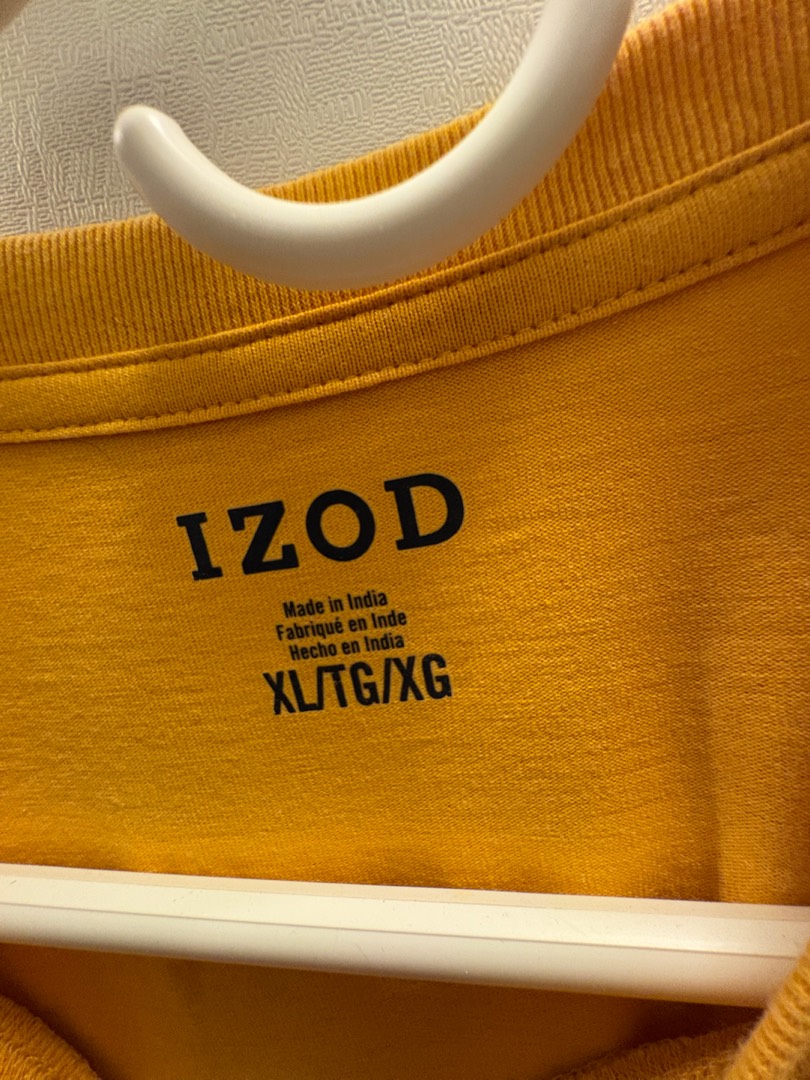 IZOD
Made in India
Fabriqué en Inde
Hecho en India
XL/TG/XG